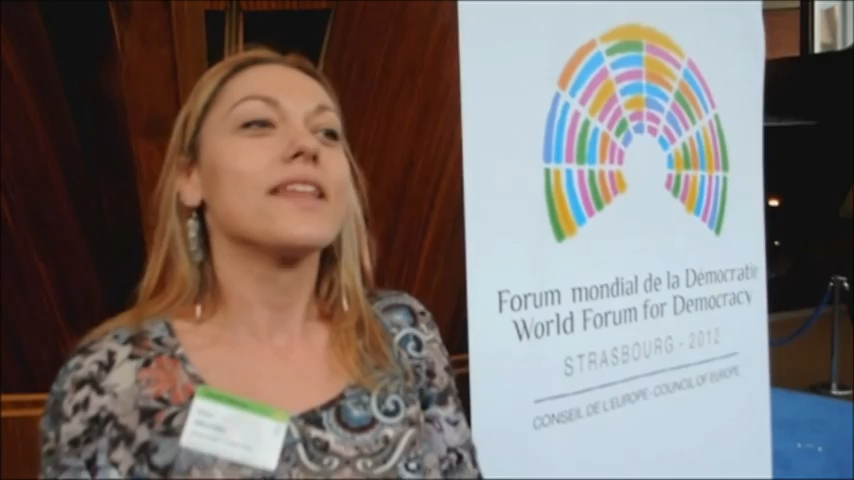 Forum mondial de la Démocratie
World Forum for Democracy
STRASBOURG - 2012
CONSEIL DE L'EUROPE - COUNCIL OF EUROPE